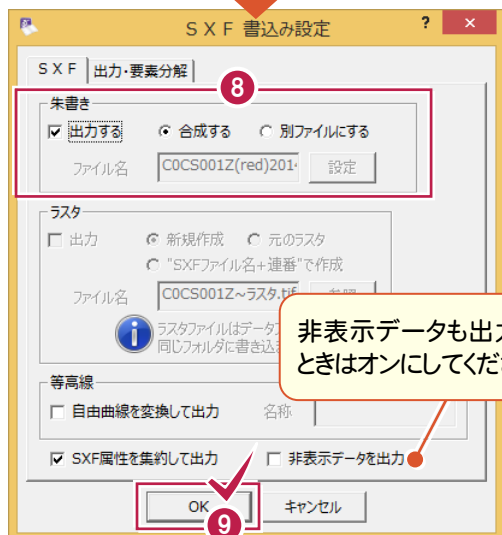 SXF 書込み設定 ? ×
SXF 出力・要素分解
8
朱書き
出力する 合成する 別ファイルにする
ファイル名 C0CS001Z(red)201 設定
ラスタ
出力 新規作成 元のラスタ
"SXFファイル名+連番"で作成
ファイル名 C0CS001Z~ラスタ.tif
ラスタファイルはデータ
同じフォルダに書き込
非表示データも出
ときはオンにしてくだ
等高線
自由曲線を変換して出力 名称
SXF属性を集約して出力 非表示データを出力
OK キャンセル
9